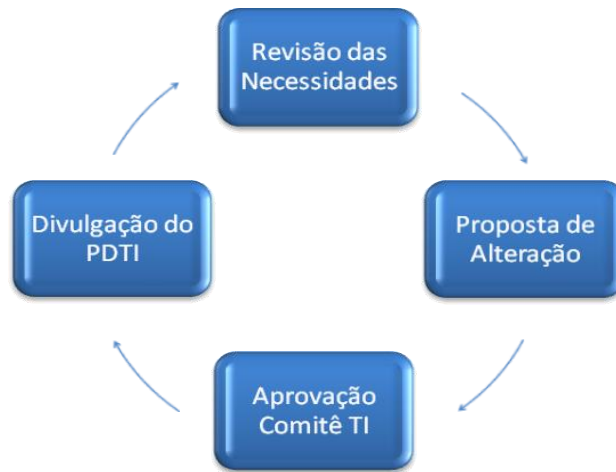 Revisão das
Necessidades
Proposta de
Alteração
Aprovação
Comitê TI
Divulgação do
PDTI